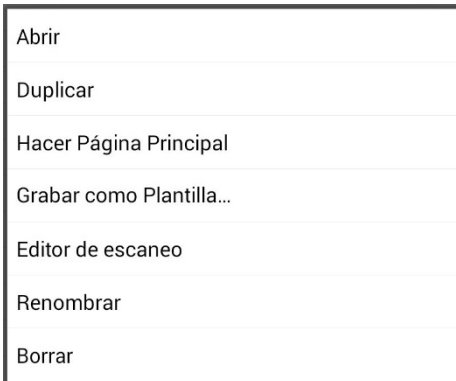 Abrir
Duplicar
Hacer Página Principal
Grabar como Plantilla...
Editor de escaneo
Renombrar
Borrar